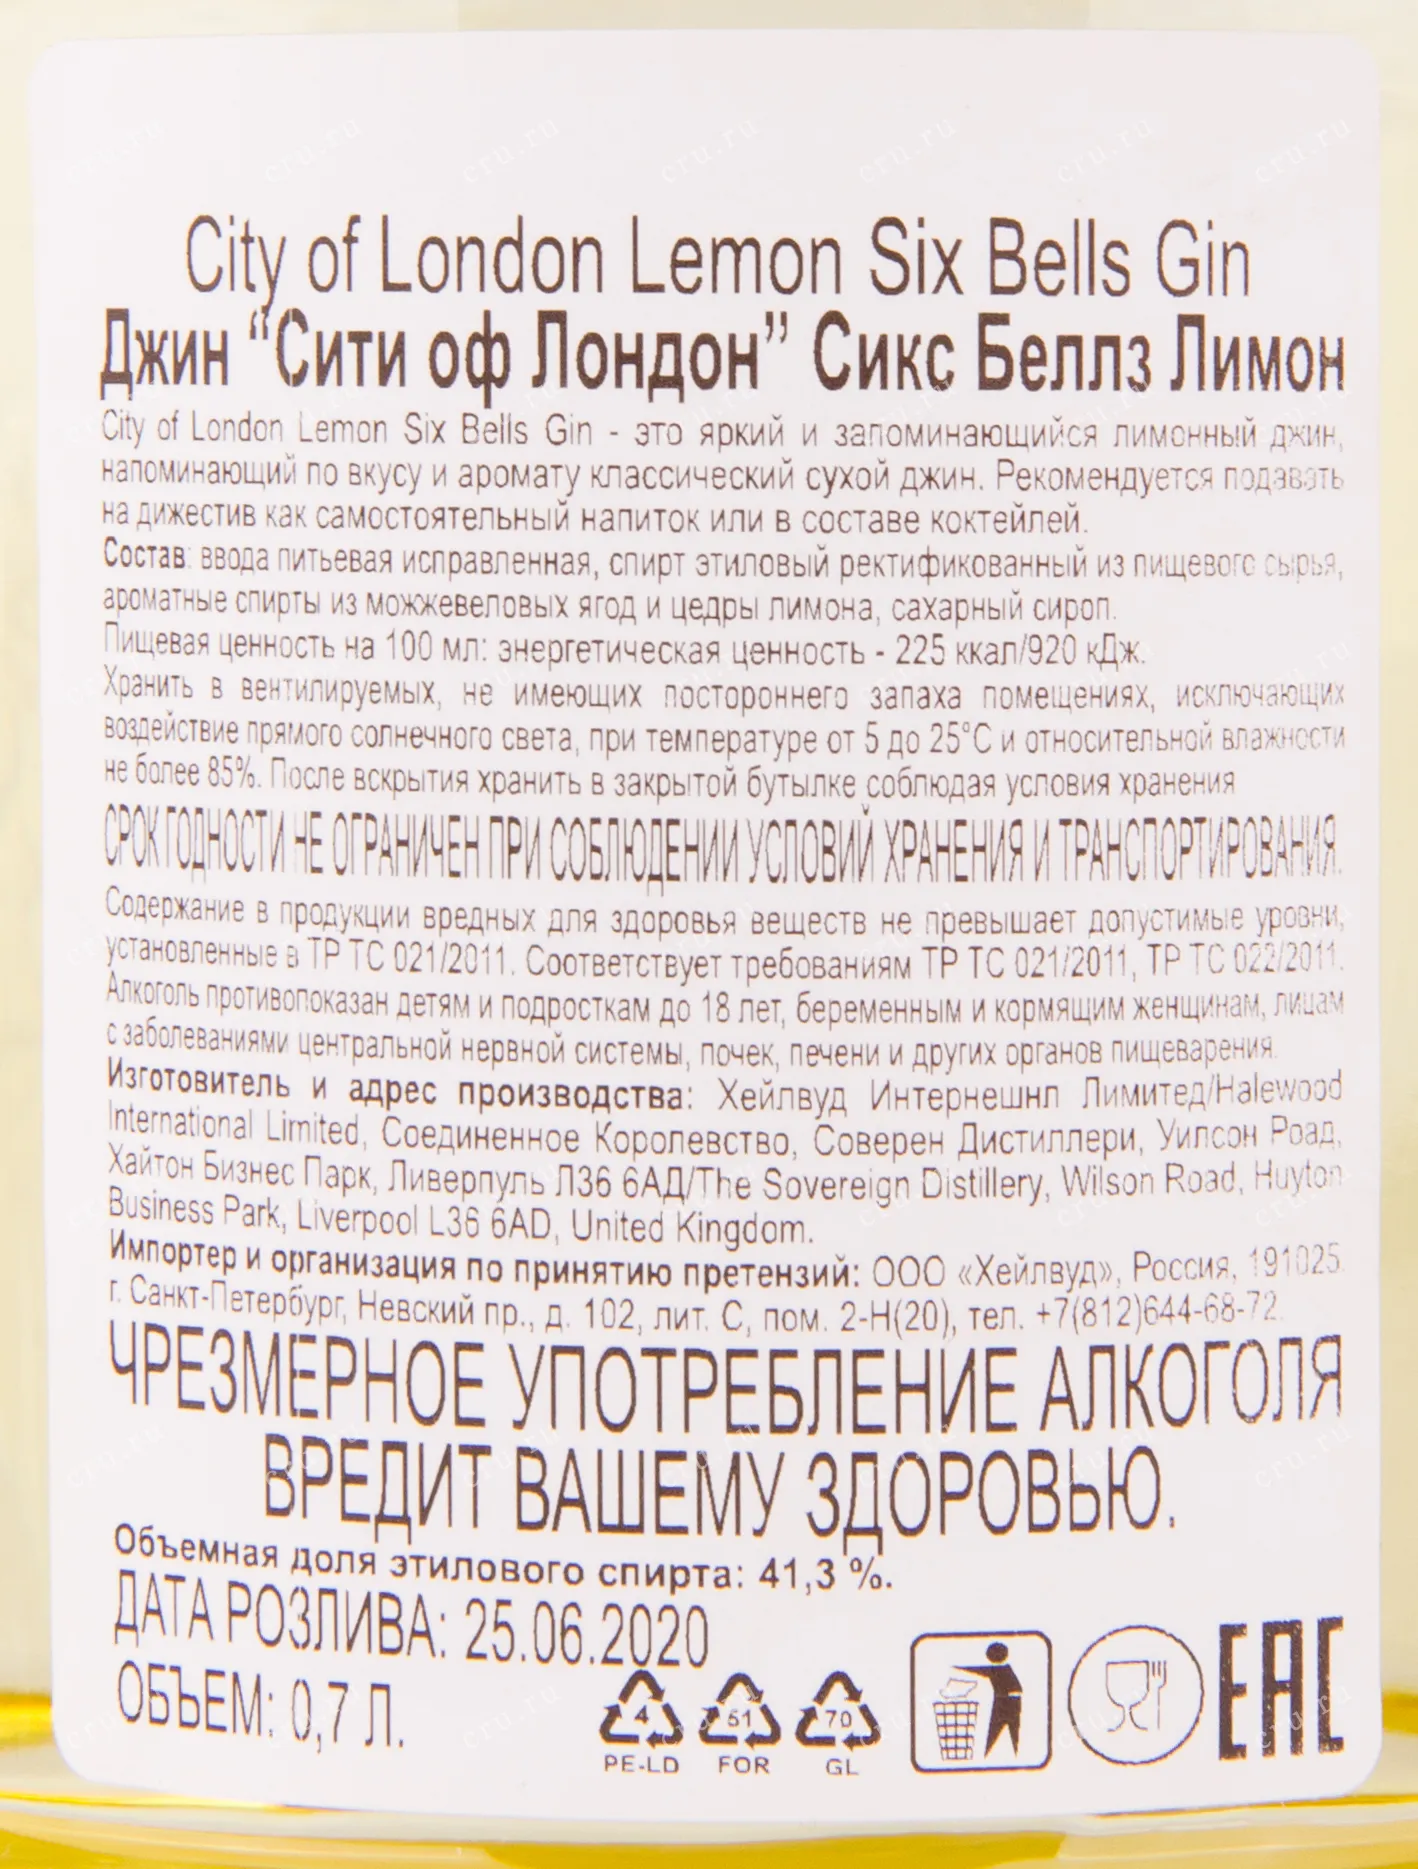 City of London Lemon Six Bells Gin
Джин “Сити оф Лондон” Сикс Беллз Лимон
City of London Lemon Six Bells Gin - это яркий и запоминающийся лимонный джин,
напоминающий по вкусу и аромату классический сухой джин. Рекомендуется подавать
на дижестив как самостоятельный напиток или в составе коктейлей.
Состав: ввода питьевая исправленная, спирт этиловый ректификованный из пищевого сырья,
ароматные спирты из можжевеловых ягод и цедры лимона, сахарный сироп.
Пищевая ценность на 100 мл: энергетическая ценность - 225 ккал/920 кДж.
Хранить в вентилируемых, не имеющих постороннего запаха помещениях, исключающих
воздействие прямого солнечного света, при температуре от 5 до 25°С и относительной влажности
не более 85%. После вскрытия хранить в закрытой бутылке соблюдая условия хранения
СРОК ГОДНОСТИ НЕ ОГРАНИЧЕН ПРИ СОБЛЮДЕНИИ УСЛОВИЙ ХРАНЕНИЯ И ТРАНСПОРТИРОВАНИЯ.
Содержание в продукции вредных для здоровья веществ не превышает допустимые уровни,
установленные в ТР ТС 021/2011. Соответствует требованиям ТР ТС 021/2011, ТР ТС 022/2011.
Алкоголь противопоказан детям и подросткам до 18 лет, беременным и кормящим женщинам, лицам
с заболеваниями центральной нервной системы, почек, печени и других органов пищеварения.
Изготовитель и адрес производства: Хейлвуд Интернешнл Лимитед/Halewood
International Limited, Соединенное Королевство, Соверен Дистиллери, Уилсон Роад,
Хайтон Бизнес Парк, Ливерпуль Л36 6АД/The Sovereign Distillery, Wilson Road, Huyton
Business Park, Liverpool L36 6AD, United Kingdom.
Импортер и организация по принятию претензий: ООО «Хейлвуд», Россия, 191025,
г. Санкт-Петербург, Невский пр., д. 102, лит. С, пом. 2-Н(20), тел. +7(812)644-68-72.
ЧРЕЗМЕРНОЕ УПОТРЕБЛЕНИЕ АЛКОГОЛЯ
ВРЕДИТ ВАШЕМУ ЗДОРОВЬЮ.
Объемная доля этилового спирта: 41,3 %.
ДАТА РОЗЛИВА: 25.06.2020
ОБЪЕМ: 0,7 Л.
4 51 70
PE-LD FOR GL
EAC
cru.ru